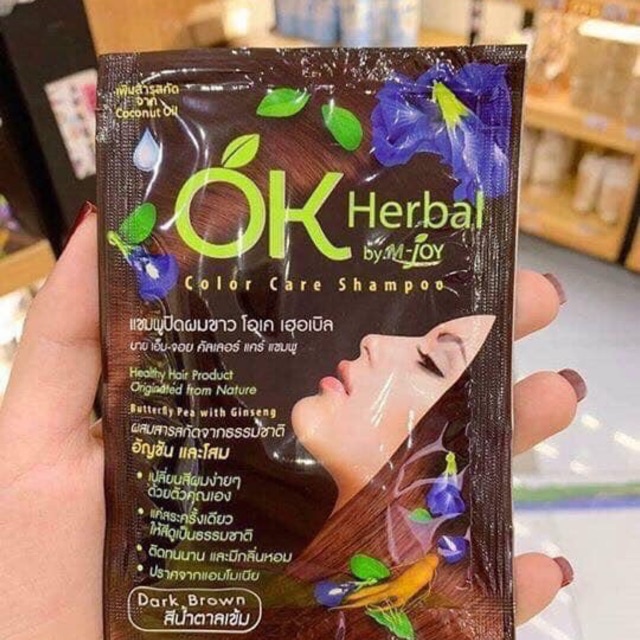 เพิ่มสารสกัด
จาก
Coconut Oil
OK Herbal
by M-JOY
Color Care Shampoo
แชมพูปิดผมขาว โอเค เฮอเบิล
บาย เอ็ม-จอย คัลเลอร์ แคร์ แชมพู
Healthy Hair Product
Originated from Nature
Butterfly Pea with Ginseng
ผสมสารสกัดจากธรรมชาติ
อัญชัน และโสม
• เปลี่ยนสีผมง่ายๆ
ด้วยตัวคุณเอง
• แค่สระครั้งเดียว
ให้สีดูเป็นธรรมชาติ
• ติดทนนาน และมีกลิ่นหอม
• ปราศจากแอมโมเนีย
Dark Brown
สีน้ำตาลเข้ม